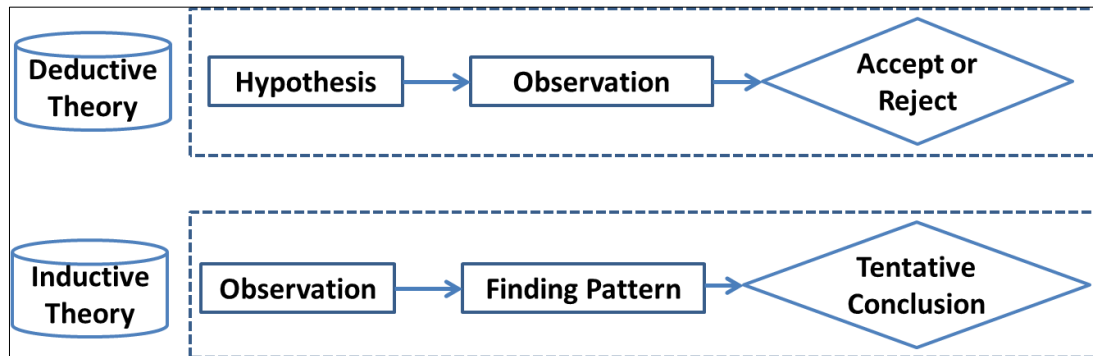 Deductive
Theory
Hypothesis
Observation
Accept or
Reject
Inductive
Theory
Observation
Finding Pattern
Tentative
Conclusion